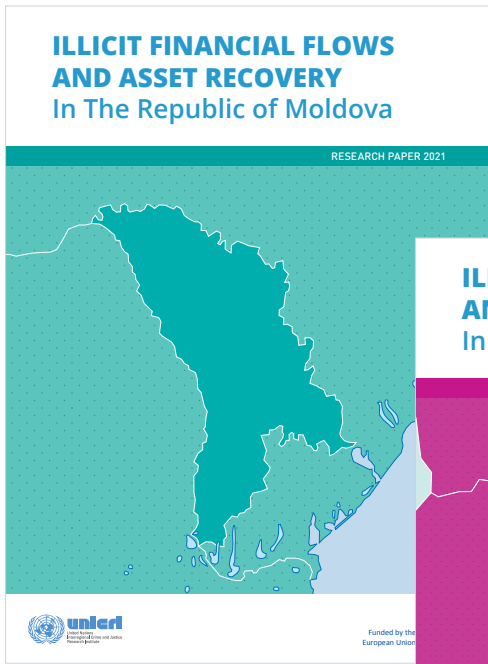 ILLICIT FINANCIAL FLOWS
AND ASSET RECOVERY
In The Republic of Moldova
RESEARCH PAPER 2021
IL
AN
In
unicri
United Nations
Interregional Crime and Justice
Research Institute
Funded by the
European Union